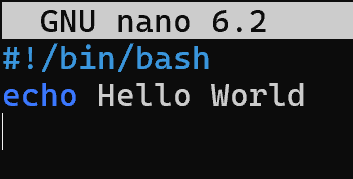 GNU nano 6.2
#!/bin/bash
echo Hello World